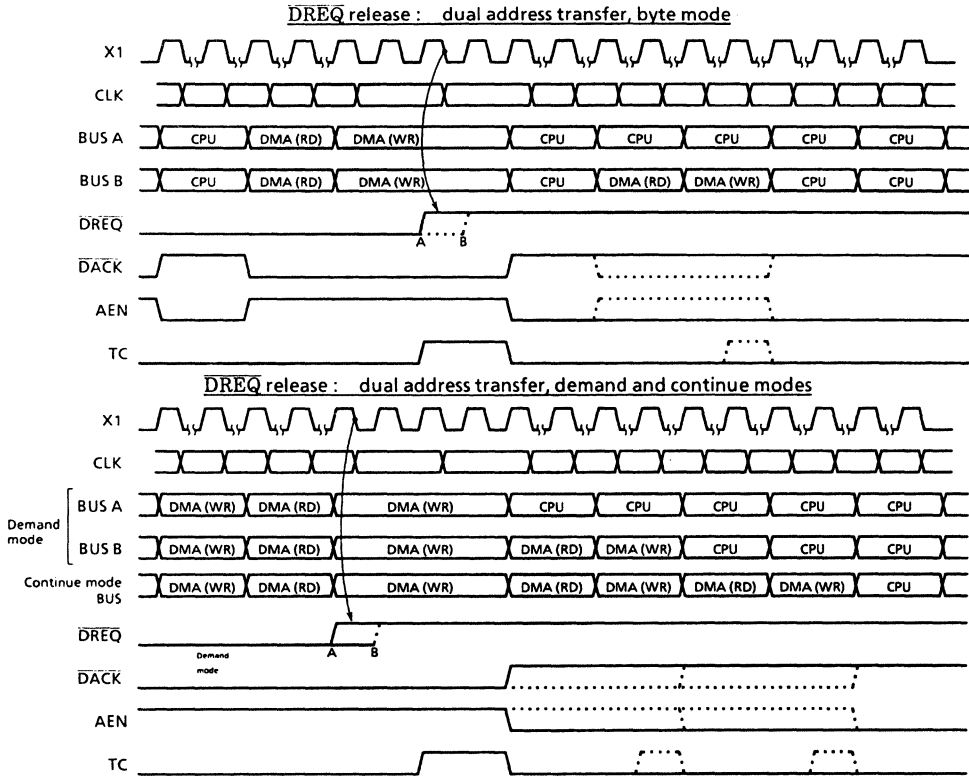 DREQ release : dual address transfer, byte mode
X1
CLK
BUS A CPU DMA (RD) DMA (WR) CPU CPU CPU CPU CPU
BUS B CPU DMA (RD) DMA (WR) CPU DMA (RD) DMA (WR) CPU CPU
DREQ
A B
DACK
AEN
TC
DREQ release : dual address transfer, demand and continue modes
X1
CLK
Demand mode
BUS A DMA (WR) DMA (RD) DMA (WR) CPU CPU CPU CPU CPU
BUS B DMA (WR) DMA (RD) DMA (WR) DMA (RD) DMA (WR) CPU CPU CPU
Continue mode BUS DMA (WR) DMA (RD) DMA (WR) DMA (RD) DMA (WR) DMA (RD) DMA (WR) CPU
DREQ
A B
Demand mode
DACK
AEN
TC